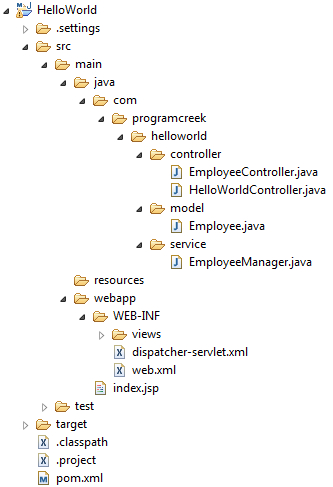 HelloWorld
.settings
src
main
java
com
programcreek
helloworld
controller
EmployeeController.java
HelloWorldController.java
model
Employee.java
service
EmployeeManager.java
resources
webapp
WEB-INF
views
dispatcher-servlet.xml
web.xml
index.jsp
test
target
.classpath
.project
pom.xml